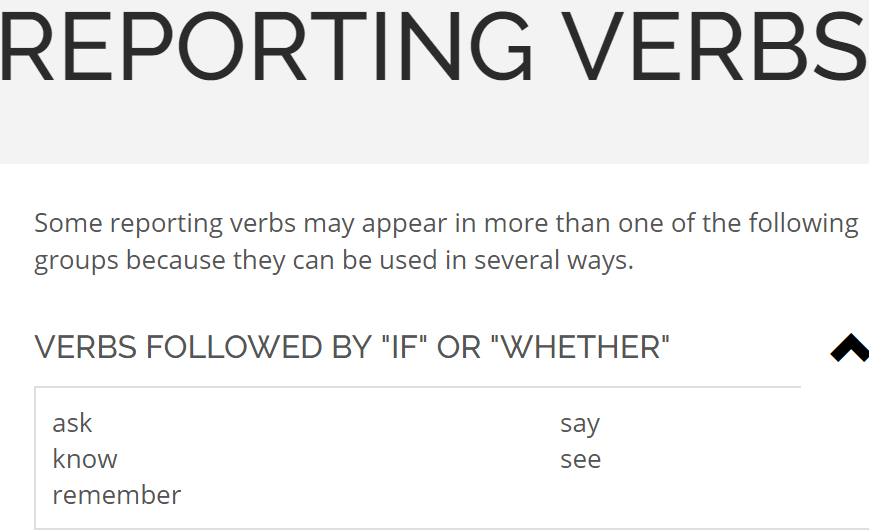 REPORTING VERBS
Some reporting verbs may appear in more than one of the following
groups because they can be used in several ways.
VERBS FOLLOWED BY "IF" OR "WHETHER"
ask say
know see
remember